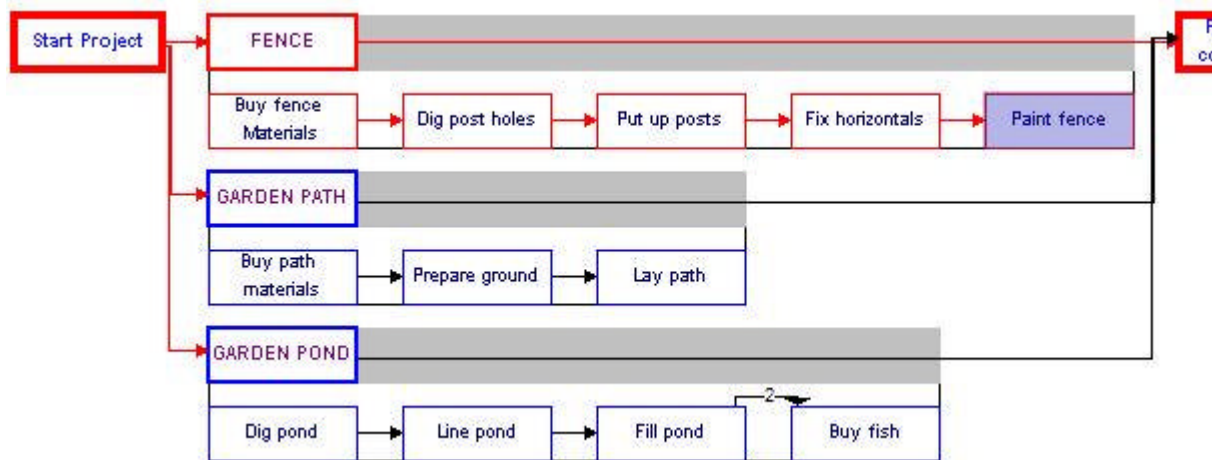 Start Project
FENCE
Buy fence
Materials
Dig post holes
Put up posts
Fix horizontals
Paint fence
GARDEN PATH
Buy path
materials
Prepare ground
Lay path
GARDEN POND
Dig pond
Line pond
Fill pond
2
Buy fish